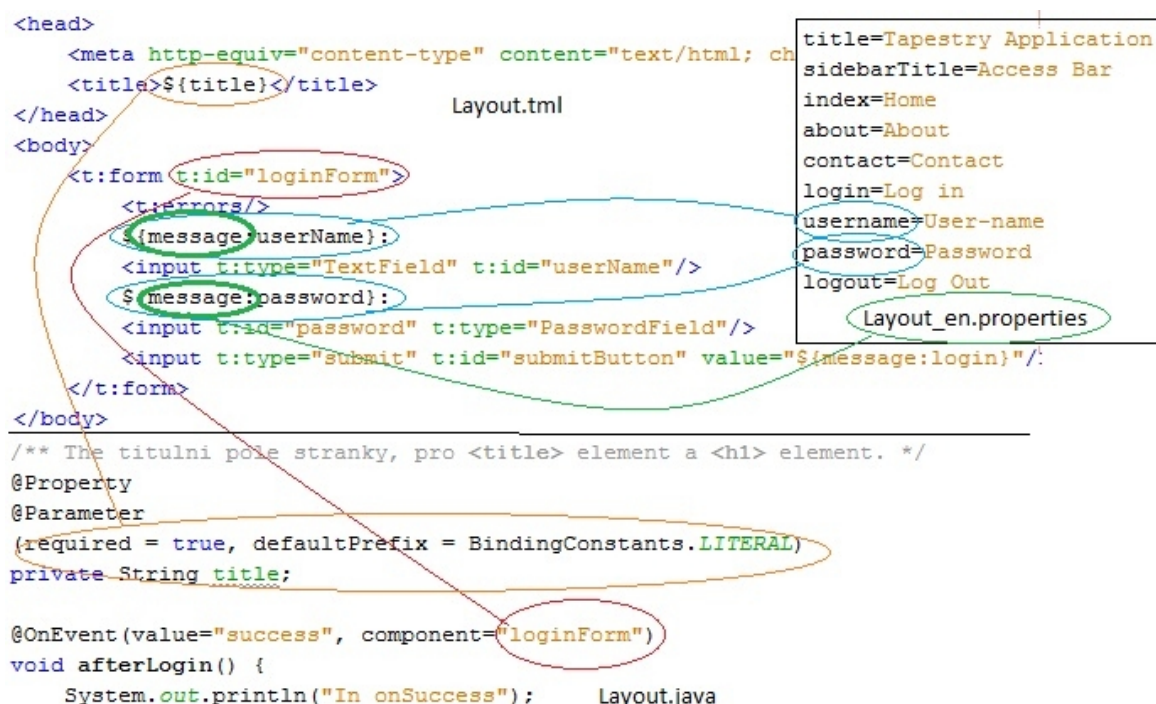 <head>
<meta http-equiv="content-type" content="text/html; ch
<title>${title}</title>
Layout.tml
</head>
<body>
<t:form t:id="loginForm">
<t:errors/>
${message:userName}:
<input t:type="TextField" t:id="userName"/>
${message:password}:
<input t:id="password" t:type="PasswordField"/>
<input t:type="submit" t:id="submitButton" value="${message:login}"/
</t:form>
</body>
title=Tapestry Application
sidebarTitle=Access Bar
index=Home
about=About
contact=Contact
login=Log in
username=User-name
password=Password
logout=Log Out
Layout_en.properties
/** The titulni pole stranky, pro <title> element a <h1> element. */
@Property
@Parameter
(required = true, defaultPrefix = BindingConstants.LITERAL)
private String title;
@OnEvent(value="success", component="loginForm")
void afterLogin() {
System.out.println("In onSuccess");
Layout.java